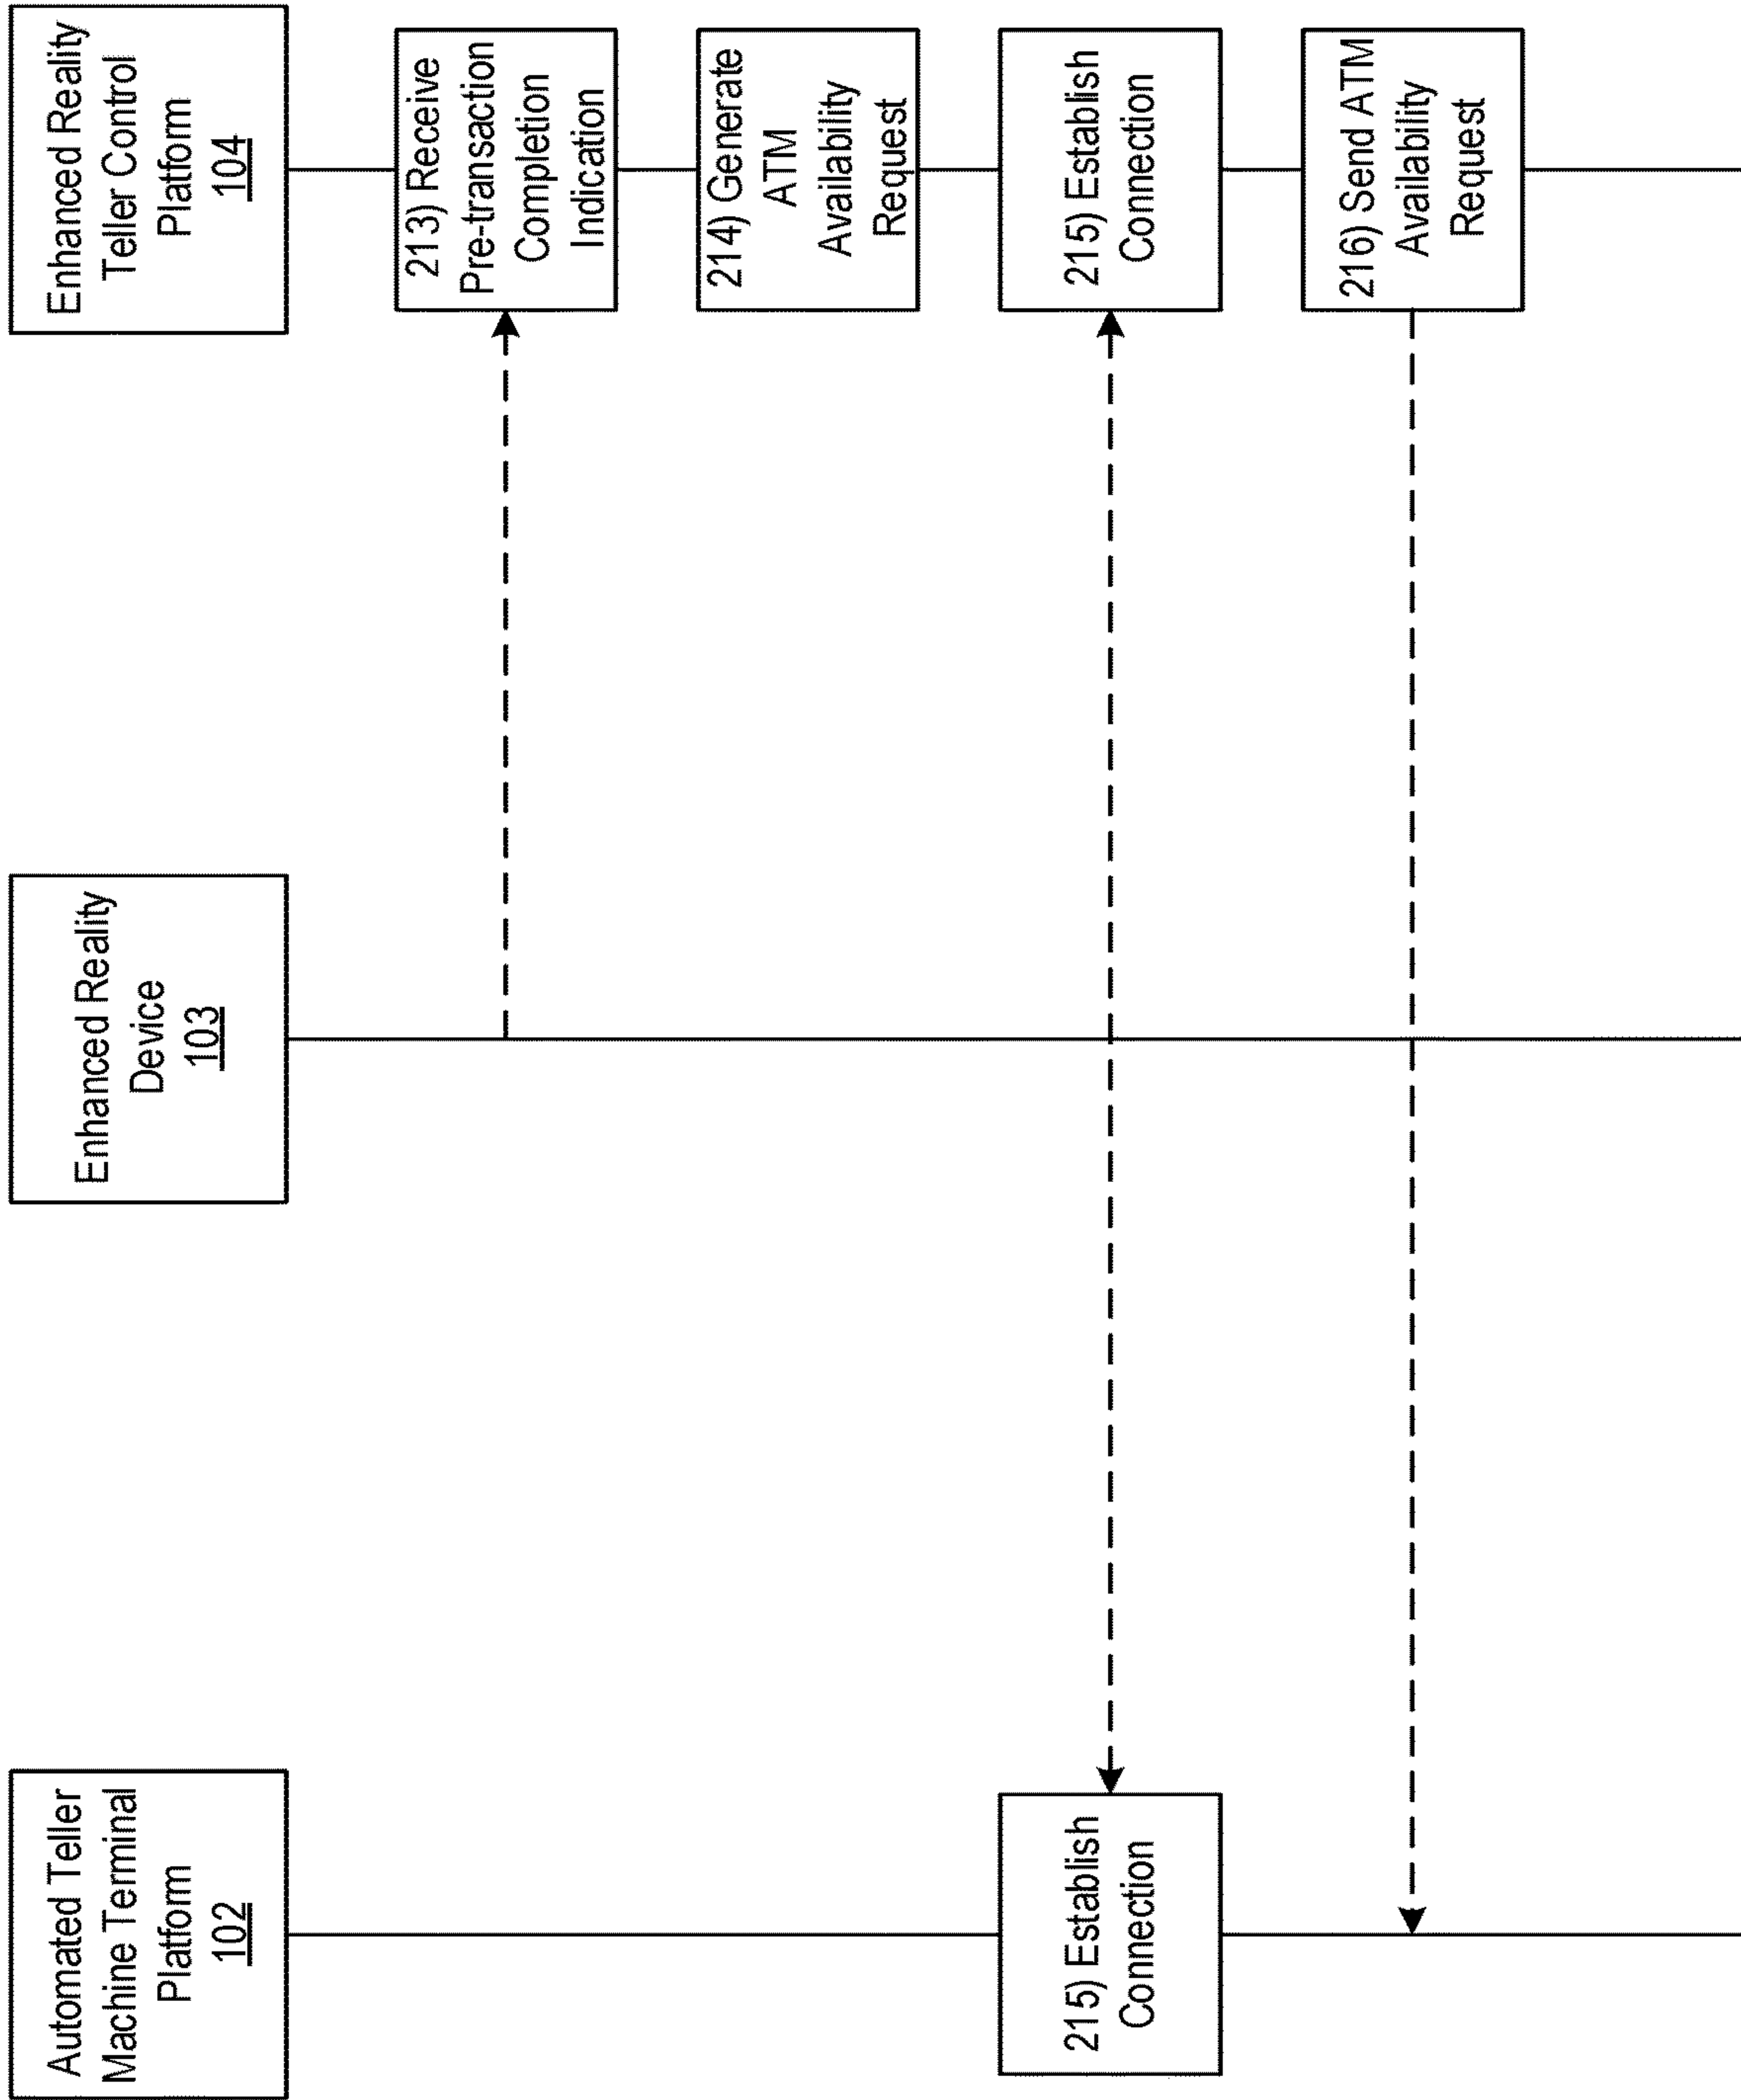 Automated Teller
Machine Terminal
Platform
102
Enhanced Reality
Device
103
Enhanced Reality
Teller Control
Platform
104
213) Receive
Pre-transaction
Completion
Indication
214) Generate
ATM
Availability
Request
215) Establish
Connection
215) Establish
Connection
216) Send ATM
Availability
Request